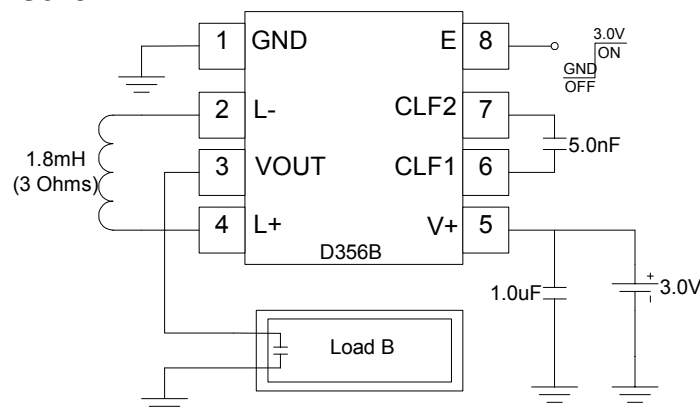 1 GND E 8
3.0V
ON
GND
OFF
2 L- CLF2 7
1.8mH
(3 Ohms)
5.0nF
3 VOUT CLF1 6
4 L+ V+ 5
D356B
1.0uF
+
3.0V
Load B